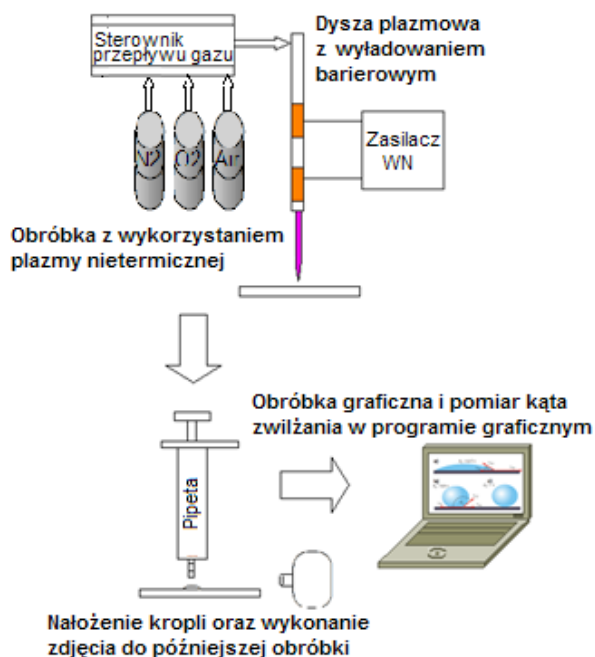 Sterownik
przepływu gazu
Dysza plazmowa
z wyładowaniem
barierowym
N2 O2 Air
Zasilacz
WN
Obróbka z wykorzystaniem
plazmy nietermicznej
Obróbka graficzna i pomiar kąta
zwilżania w programie graficznym
Pipeta
Nałożenie kropli oraz wykonanie
zdjęcia do późniejszej obróbki